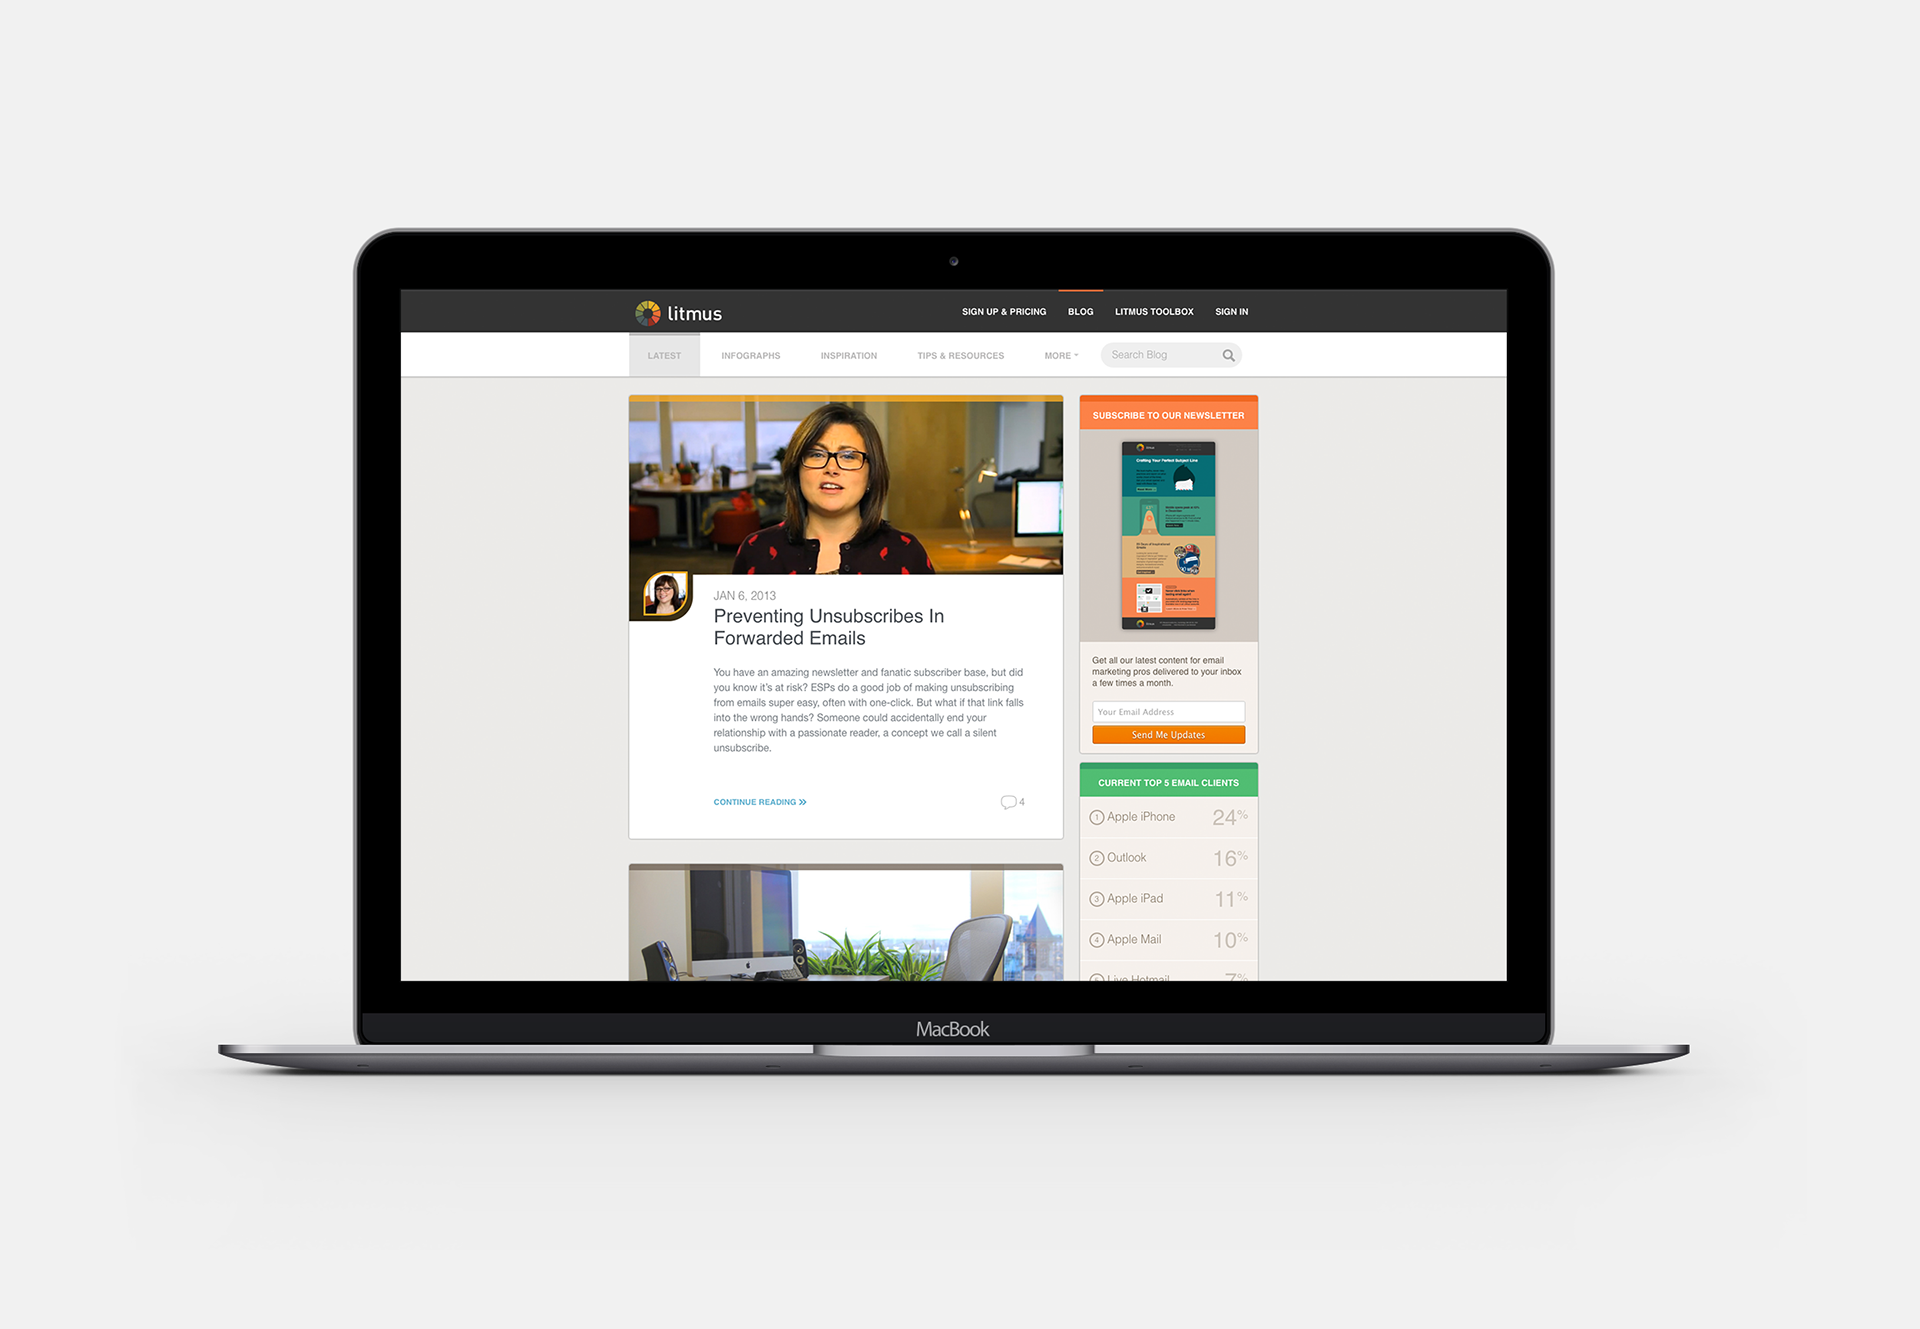 litmus
SIGN UP & PRICING
BLOG
LITMUS TOOLBOX
SIGN IN
LATEST
INFOGRAPHS
INSPIRATION
TIPS & RESOURCES
MORE
Search Blog
JAN 6, 2013
Preventing Unsubscribes In
Forwarded Emails
You have an amazing newsletter and fanatic subscriber base, but did
you know it's at risk? ESPs do a good job of making unsubscribing
from emails super easy, often with one-click. But what if that link falls
into the wrong hands? Someone could accidentally end your
relationship with a passionate reader, a concept we call a silent
unsubscribe.
CONTINUE READING »
4
SUBSCRIBE TO OUR NEWSLETTER
litmus
Crafting Your Perfect Subject Line
Get all our latest content for email
marketing pros delivered to your inbox
a few times a month.
Your Email Address
Send Me Updates
CURRENT TOP 5 EMAIL CLIENTS
1 Apple iPhone 24%
2 Outlook 16%
3 Apple iPad 11%
4 Apple Mail 10%
5 Live Hotmail 7%
MacBook